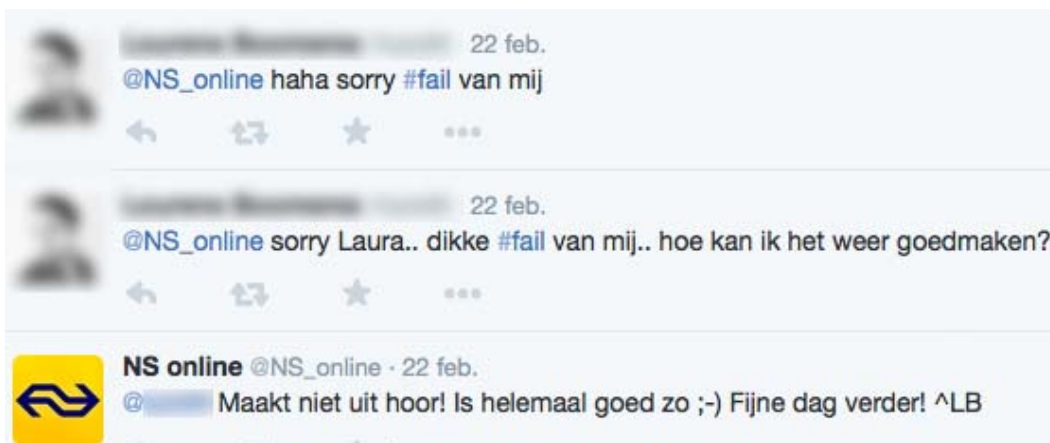 22 feb.
@NS_online haha sorry #fail van mij
22 feb.
@NS_online sorry Laura.. dikke #fail van mij.. hoe kan ik het weer goedmaken?
NS online @NS_online · 22 feb.
@ Maakt niet uit hoor! Is helemaal goed zo ;-) Fijne dag verder! ^LB